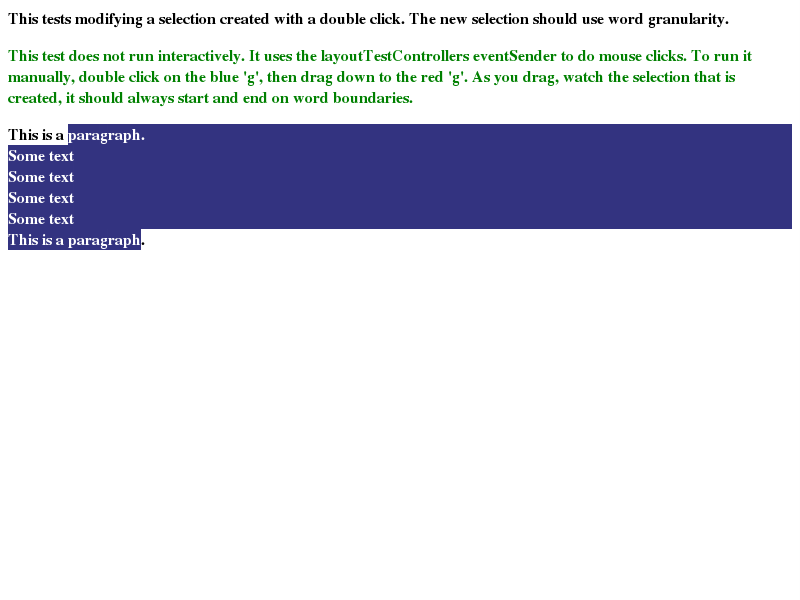 This tests modifying a selection created with a double click. The new selection should use word granularity.
This test does not run interactively. It uses the layoutTestControllers eventSender to do mouse clicks. To run it
manually, double click on the blue 'g', then drag down to the red 'g'. As you drag, watch the selection that is
created, it should always start and end on word boundaries.
This is a paragraph.
Some text
Some text
Some text
Some text
This is a paragraph.